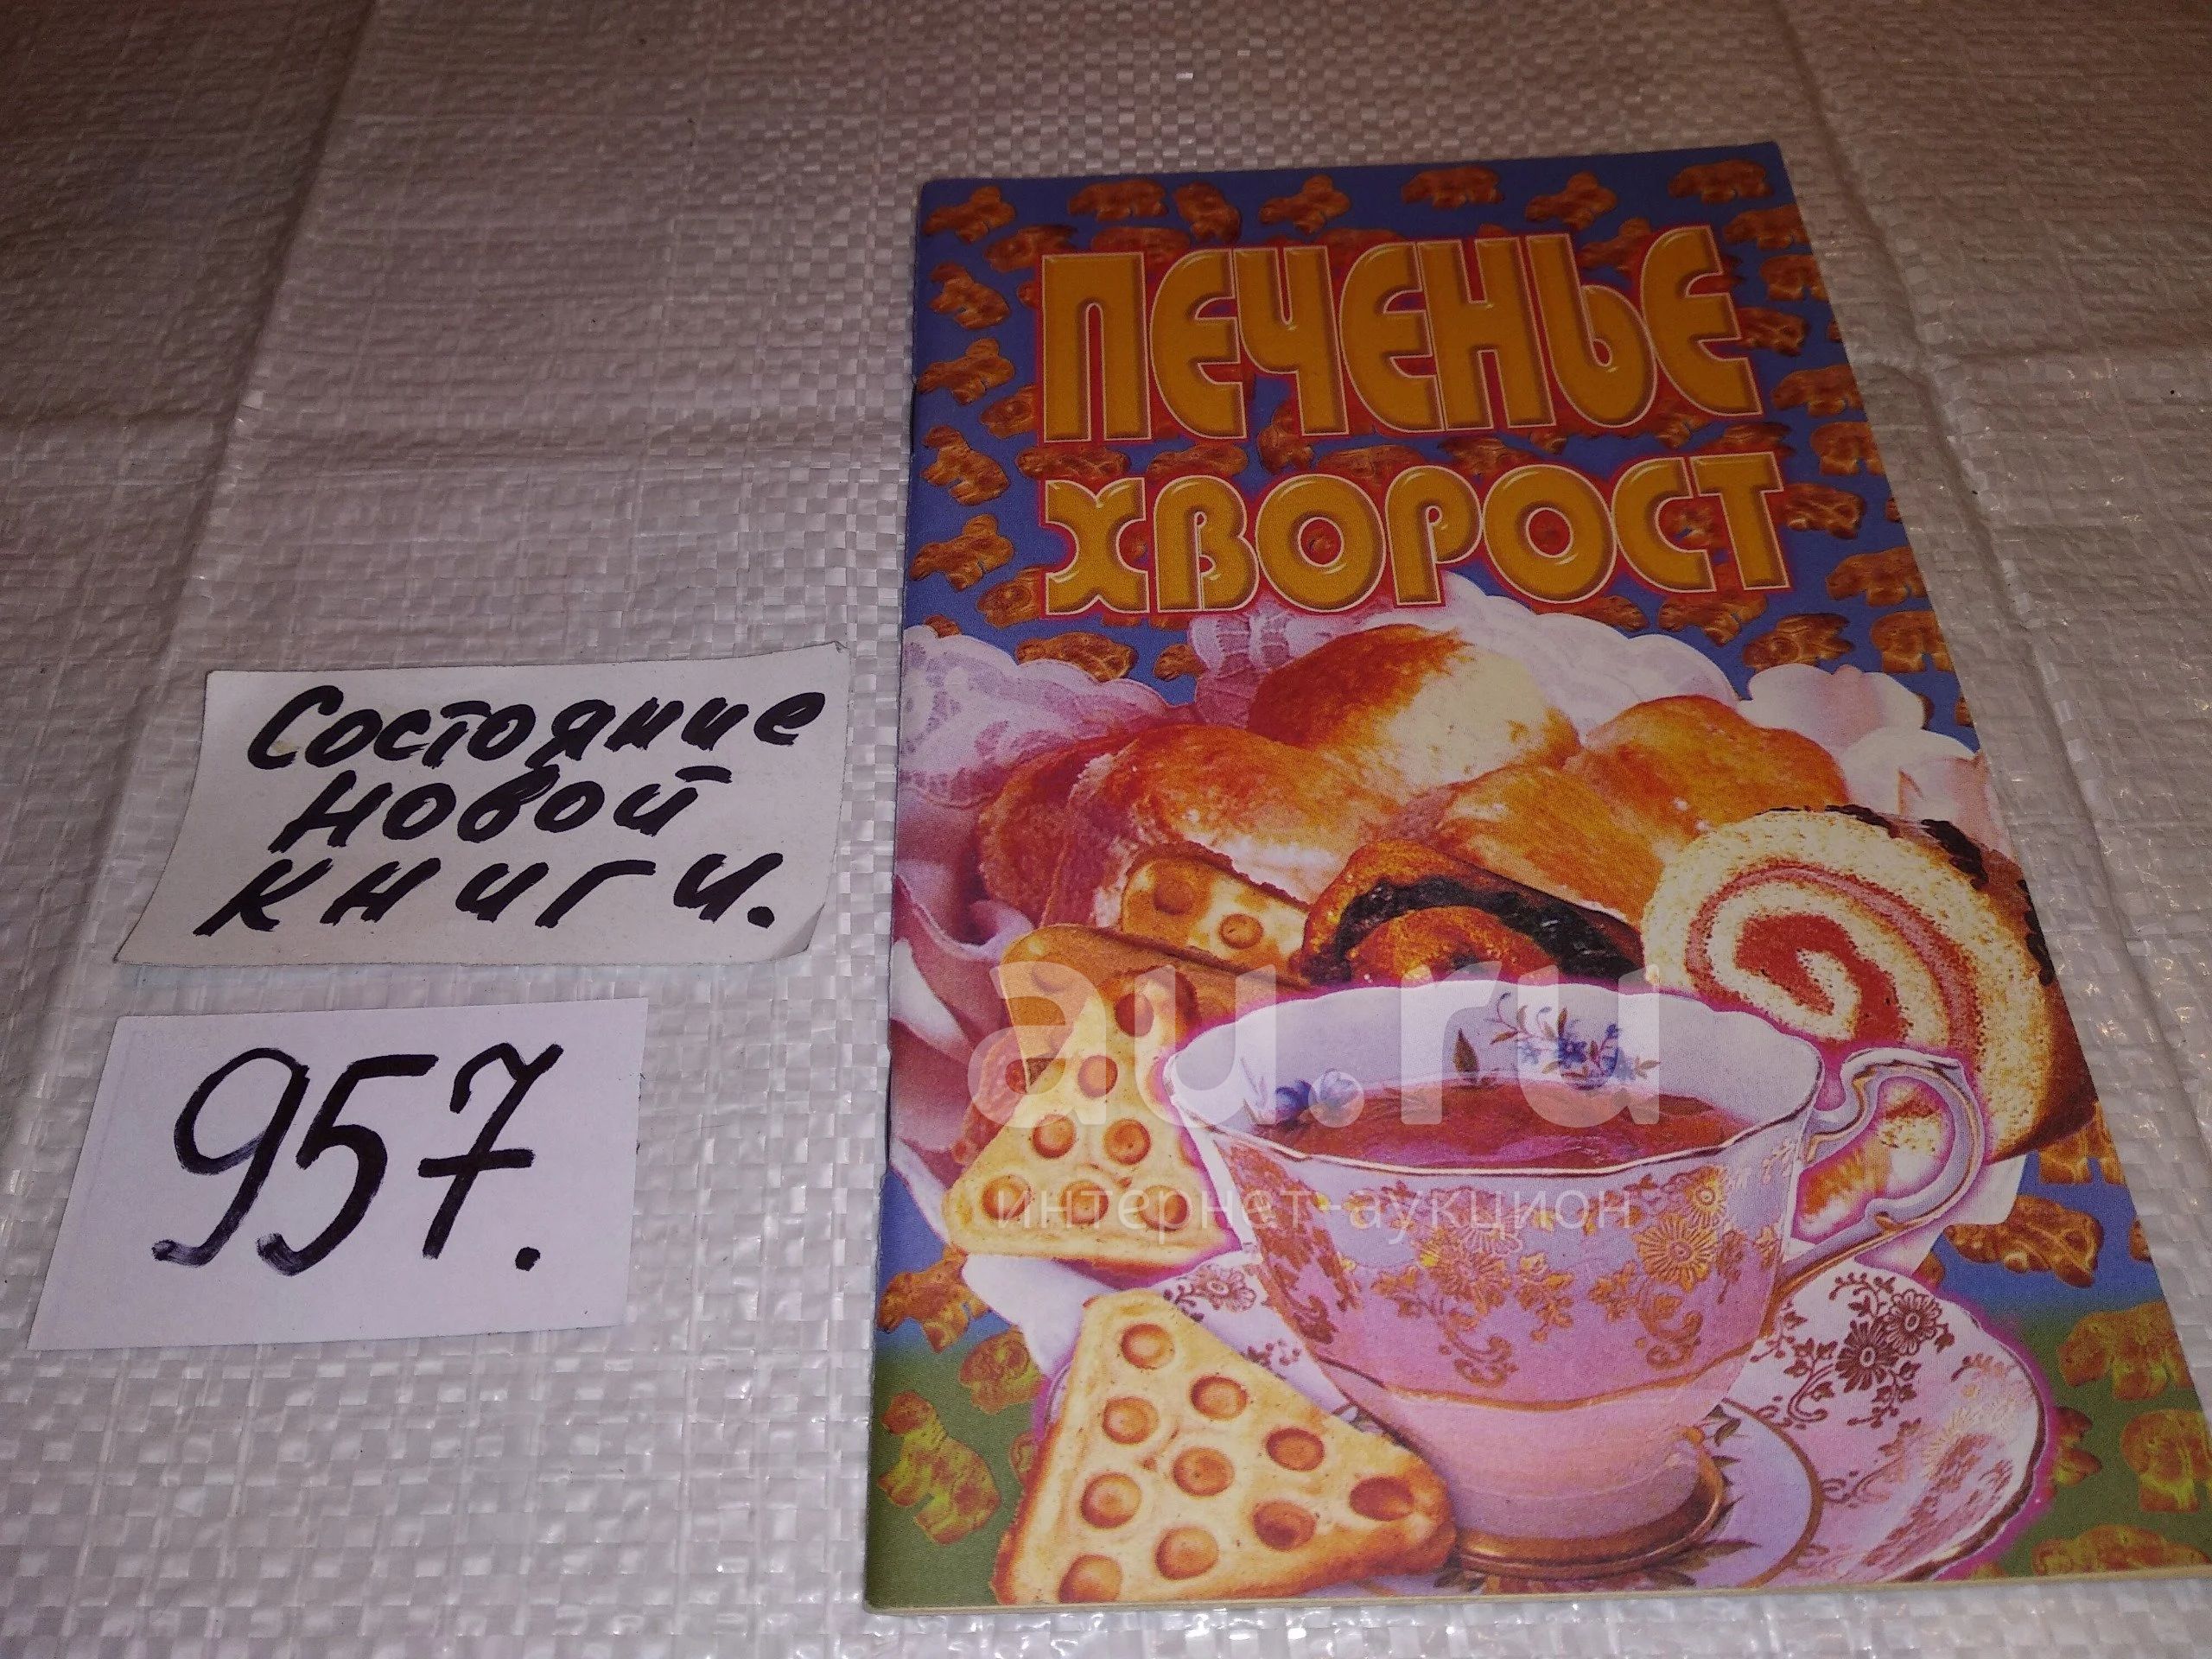 ПЕЧЕНЬЕ
ХВОРОСТ
Состояние
новой
книги.
957.
au.ru
интернет-аукцион